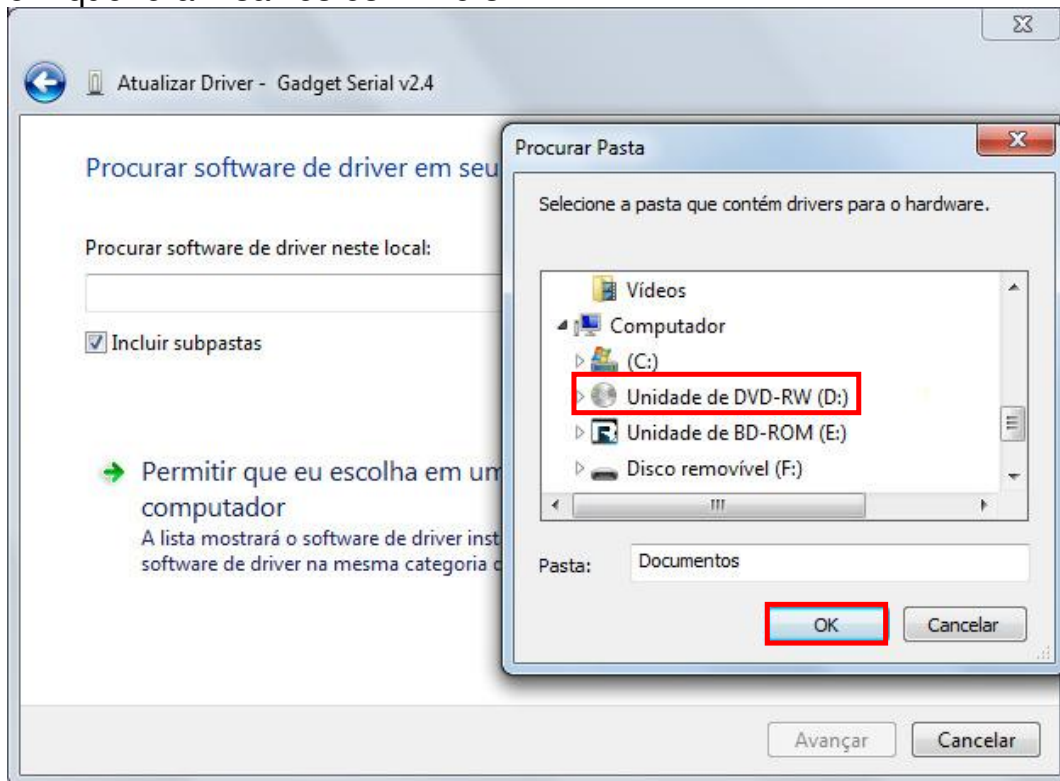 Atualizar Driver - Gadget Serial v2.4
Procurar software de driver em seu
Procurar software de driver neste local:
Incluir subpastas
Permitir que eu escolha em um
computador
A lista mostrará o software de driver inst
software de driver na mesma categoria
Procurar Pasta
Selecione a pasta que contém drivers para o hardware.
Vídeos
Computador
(C:)
Unidade de DVD-RW (D:)
Unidade de BD-ROM (E:)
Disco removível (F:)
Pasta: Documentos
OK Cancelar
Avançar Cancelar